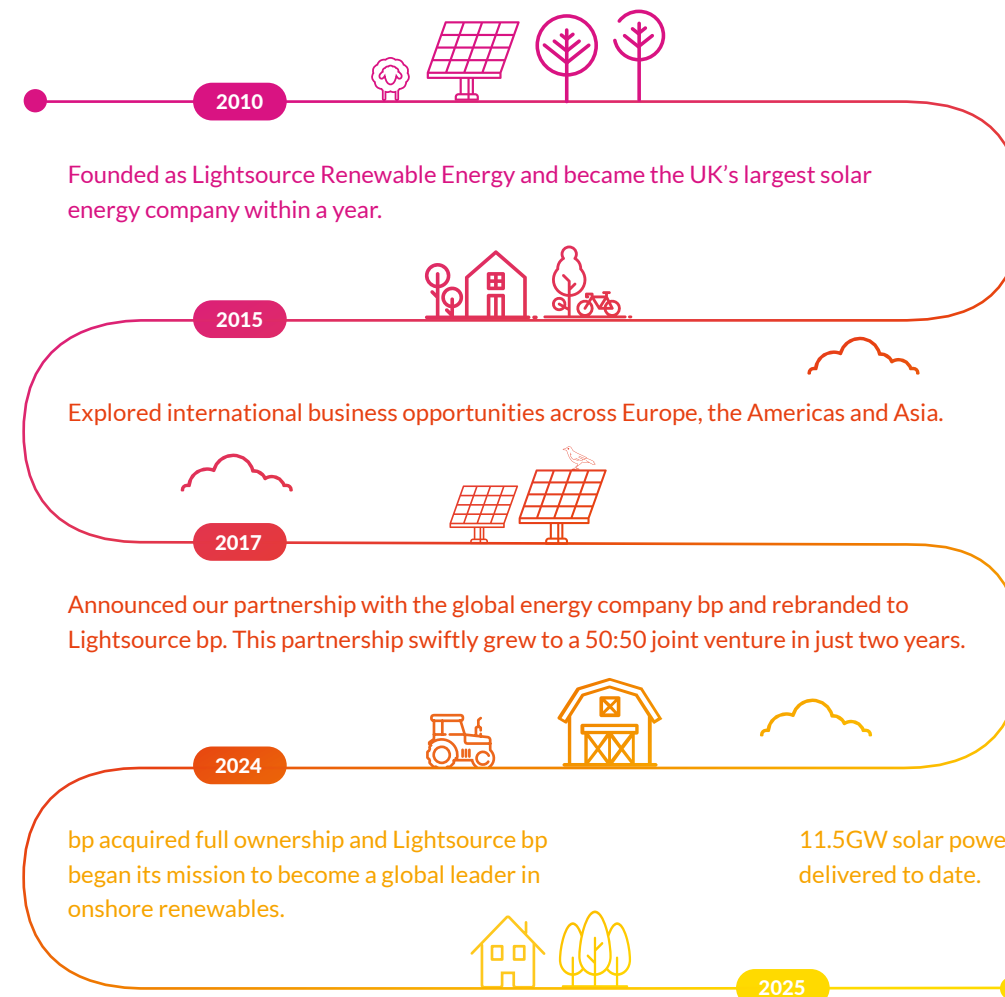 2010
Founded as Lightsource Renewable Energy and became the UK’s largest solar
energy company within a year.
2015
Explored international business opportunities across Europe, the Americas and Asia.
2017
Announced our partnership with the global energy company bp and rebranded to
Lightsource bp. This partnership swiftly grew to a 50:50 joint venture in just two years.
2024
bp acquired full ownership and Lightsource bp
began its mission to become a global leader in
onshore renewables.
11.5GW solar
delivered to date.
2025